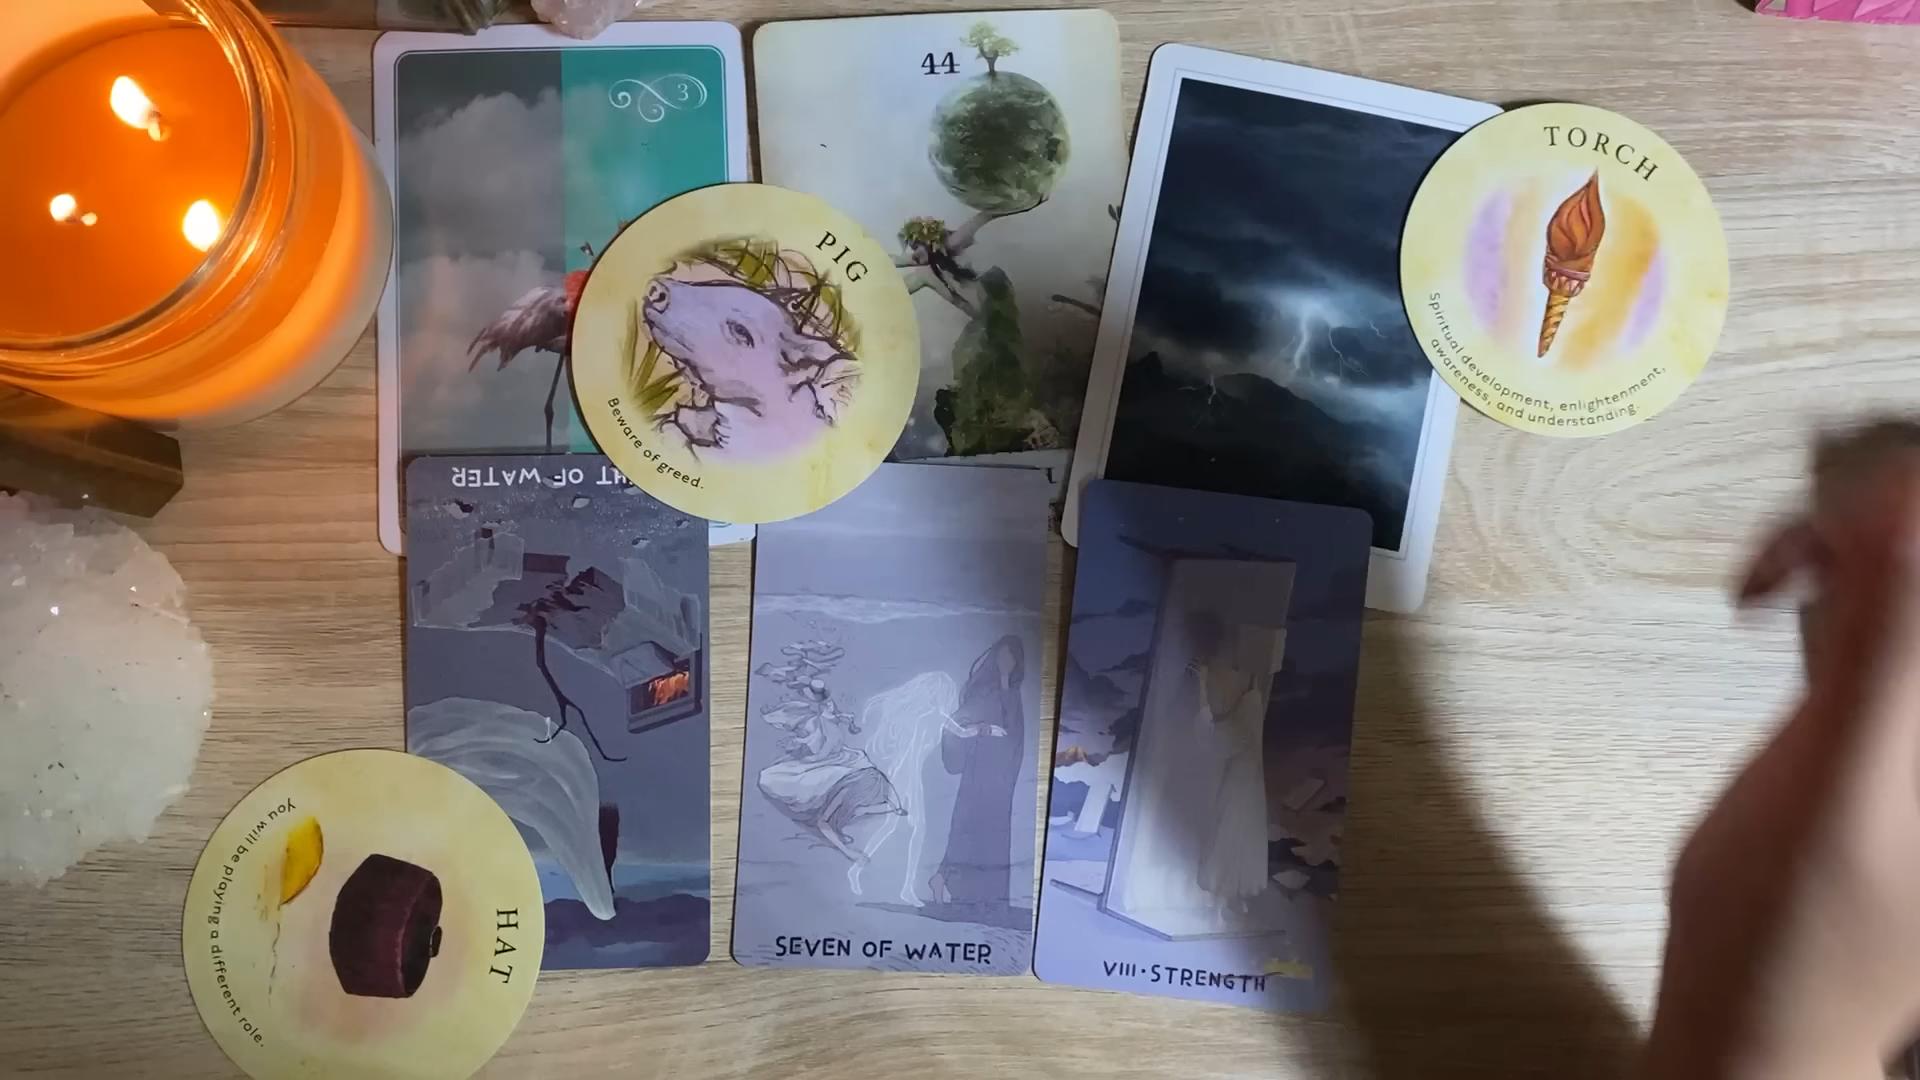 3
44
TORCH
Spiritual development, enlightenment,
awareness, and understanding.
PIG
Beware of greed.
OF WATER
HAT
You will be playing a different role.
SEVEN OF WATER
VIII · STRENGTH